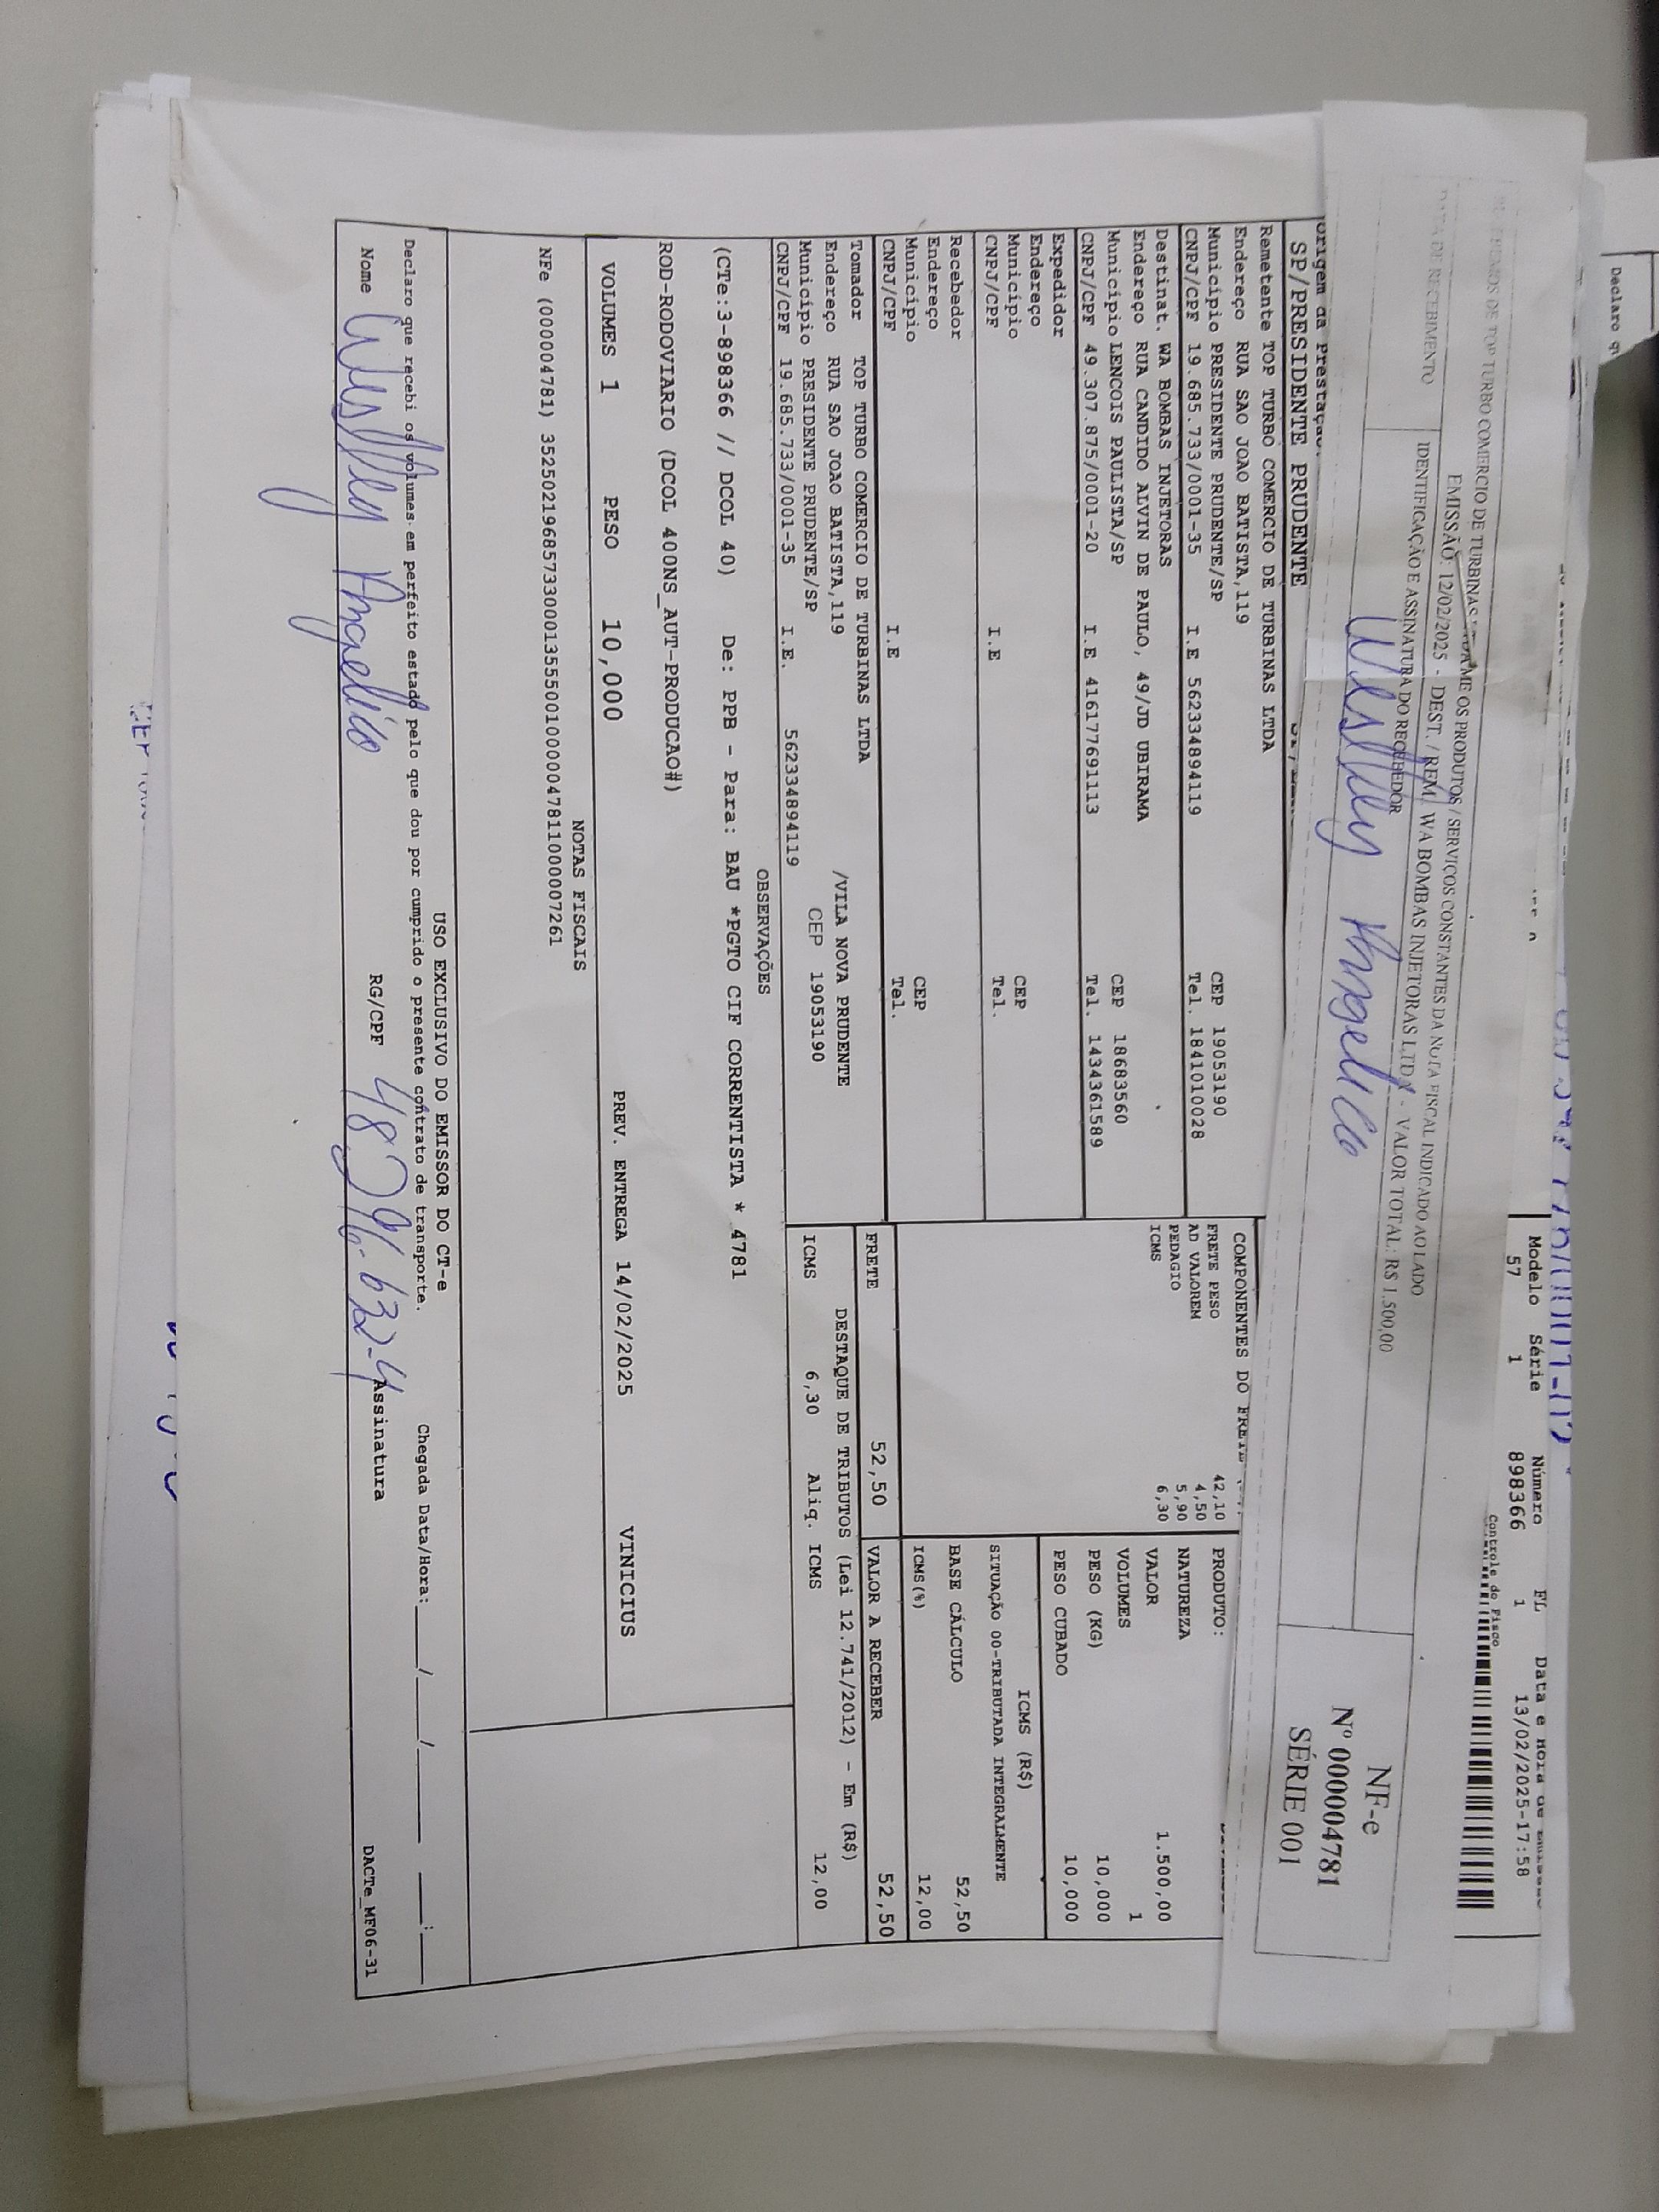 Declaro qu
Modelo Série Número FL Data e Hora de
57 1 898366 1 13/02/2025-17:58
Controle do Fisco
RECEBEMOS DE TOP TURBO COMERCIO DE TURBINAS LTDA ME OS PRODUTOS / SERVIÇOS CONSTANTES DA NOTA FISCAL INDICADO AO LADO
EMISSÃO: 12/02/2025 - DEST. / REM: WA BOMBAS INJETORAS LTDA - VALOR TOTAL: R$ 1.500,00
DATA DE RECEBIMENTO
IDENTIFICAÇÃO E ASSINATURA DO RECEBEDOR
Weslley Angelico
NF-e
Nº 000004781
SÉRIE 001
Origem da Prestação
SP/PRESIDENTE PRUDENTE
Remetente TOP TURBO COMERCIO DE TURBINAS LTDA
Endereço RUA SAO JOAO BATISTA,119
Município PRESIDENTE PRUDENTE/SP CEP 19053190
CNPJ/CPF 19.685.733/0001-35 I.E 562334894119 Tel. 1841010028
Destinat. WA BOMBAS INJETORAS
Endereço RUA CANDIDO ALVIN DE PAULO, 49/JD UBIRAMA
Município LENCOIS PAULISTA/SP CEP 18683560
CNPJ/CPF 49.307.875/0001-20 I.E 416177691113 Tel. 1434361589
Expedidor
Endereço
Município CEP
CNPJ/CPF I.E Tel.
Recebedor
Endereço
Município CEP
CNPJ/CPF I.E Tel.
Tomador TOP TURBO COMERCIO DE TURBINAS LTDA
Endereço RUA SAO JOAO BATISTA,119 /VILA NOVA PRUDENTE
Município PRESIDENTE PRUDENTE/SP CEP 19053190
CNPJ/CPF 19.685.733/0001-35 I.E. 562334894119
COMPONENTES DO FRETE
FRETE PESO 42,10
AD VALOREM 4,50
PEDAGIO 5,90
ICMS 6,30
PRODUTO:
NATUREZA
VALOR 1.500,00
VOLUMES 1
PESO (KG) 10,000
PESO CUBADO 10,000
ICMS (R$)
SITUAÇÃO 00-TRIBUTADA INTEGRALMENTE
BASE CÁLCULO 52,50
ICMS(%) 12,00
FRETE 52,50 VALOR A RECEBER 52,50
DESTAQUE DE TRIBUTOS (Lei 12.741/2012) - Em (R$)
ICMS 6,30 Aliq. ICMS 12,00
OBSERVAÇÕES
(CTe:3-898366 // DCOL 40) De: PPB - Para: BAU *PGTO CIF CORRENTISTA * 4781
ROD-RODOVIARIO (DCOL 400NS_AUT-PRODUCAO#)
VOLUMES 1 PESO 10,000 PREV. ENTREGA 14/02/2025 VINICIUS
NOTAS FISCAIS
NFe (000004781) 35250219685733000135550010000047811000007261
USO EXCLUSIVO DO EMISSOR DO CT-e
Declaro que recebi os volumes em perfeito estado pelo que dou por cumprido o presente contrato de transporte. Chegada Data/Hora:____/____/____ ___:___
Nome Weslley Angelico RG/CPF Assinatura DACTe_MF06-31